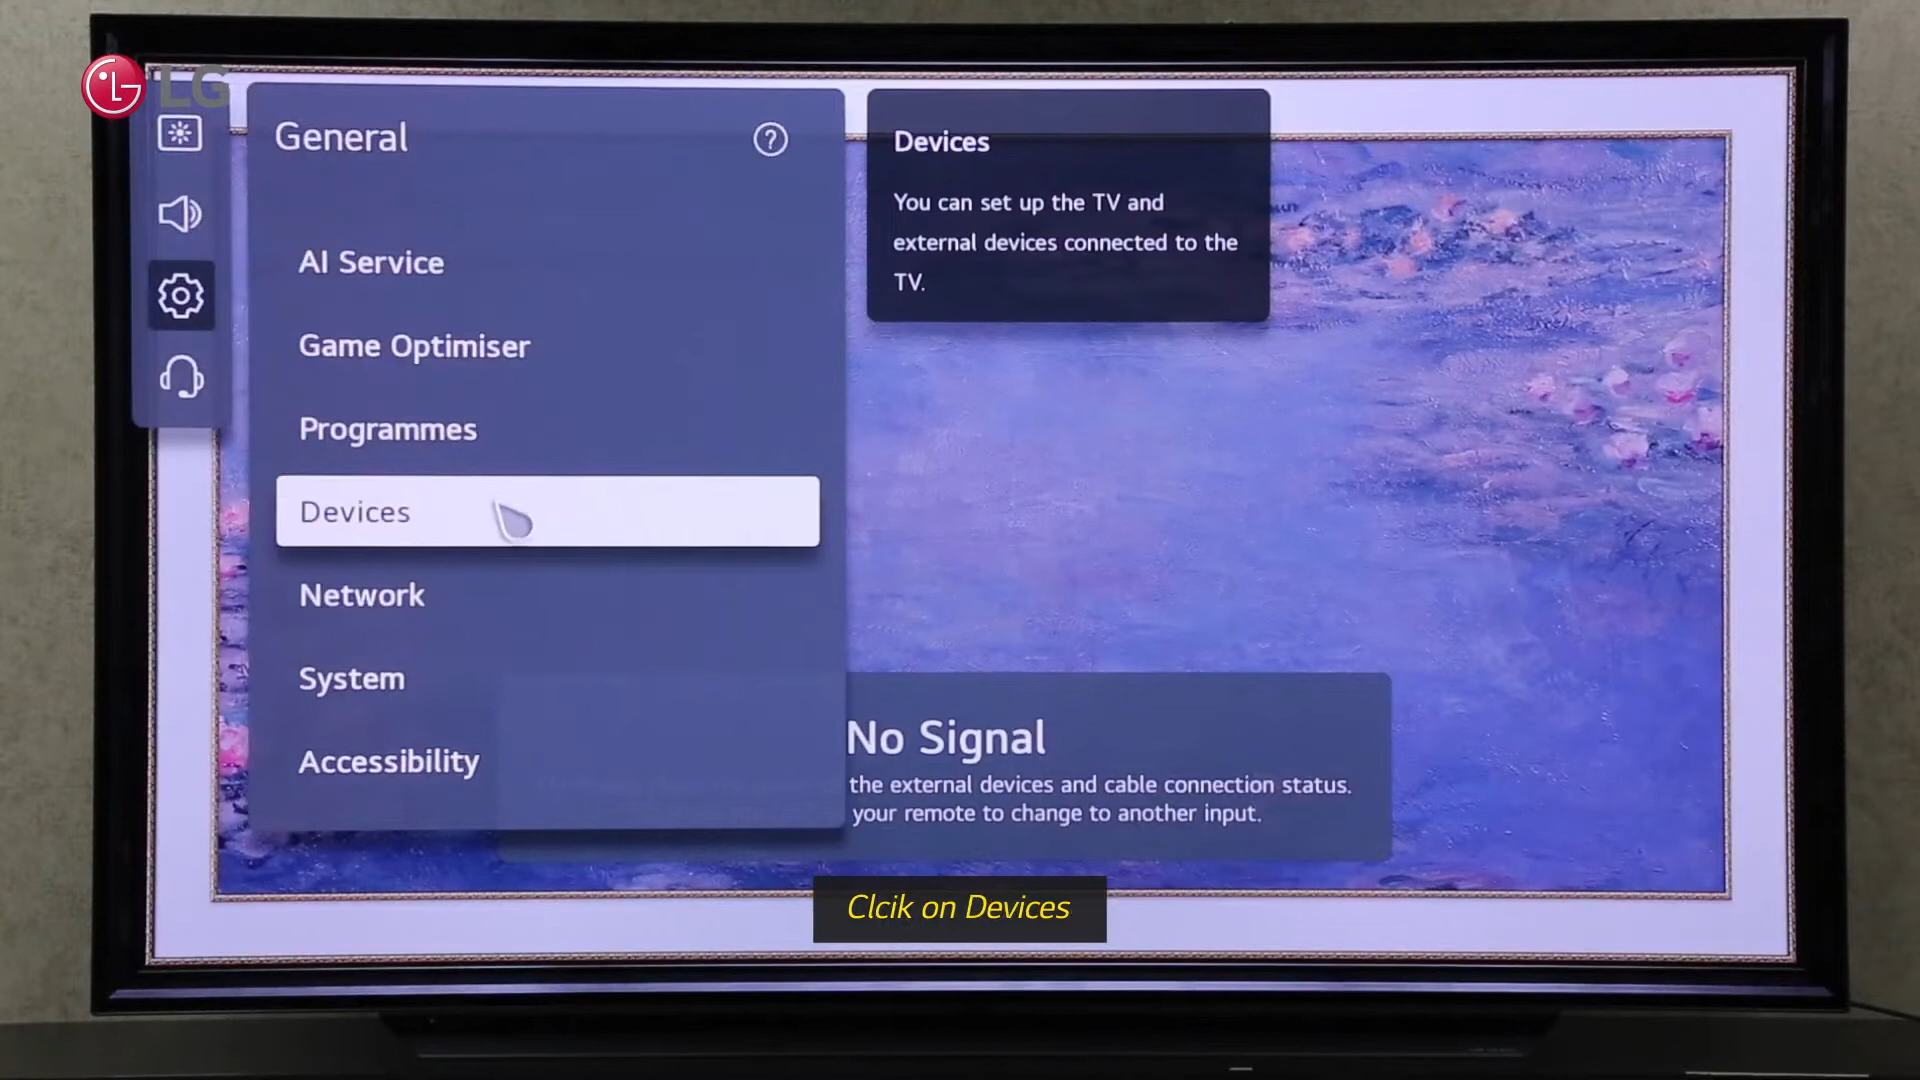 LG
General
?
AI Service
Game Optimiser
Programmes
Devices
Network
System
Accessibility
Devices
You can set up the TV and
external devices connected to the
TV.
No Signal
the external devices and cable connection status.
your remote to change to another input.
Clcik on Devices